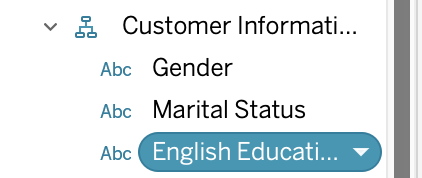 Customer Informati...
Abc Gender
Abc Marital Status
Abc English Educati...